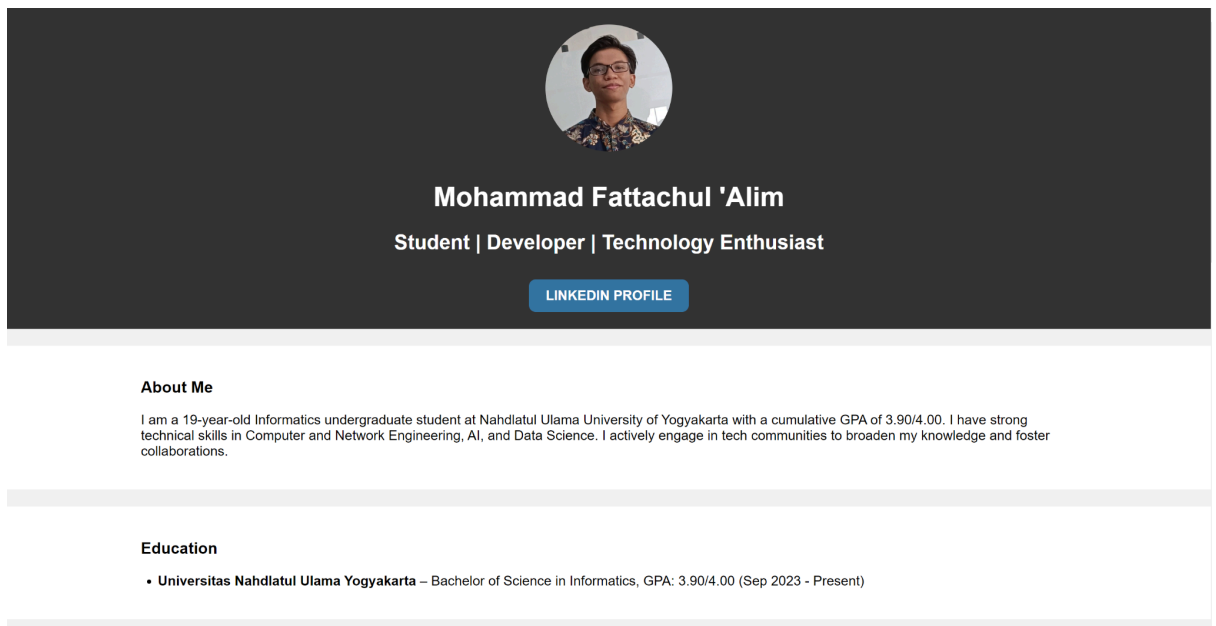 Mohammad Fattachul 'Alim
Student | Developer | Technology Enthusiast
LINKEDIN PROFILE
About Me
I am a 19-year-old Informatics undergraduate student at Nahdlatul Ulama University of Yogyakarta with a cumulative GPA of 3.90/4.00. I have strong
technical skills in Computer and Network Engineering, AI, and Data Science. I actively engage in tech communities to broaden my knowledge and foster
collaborations.
Education
• Universitas Nahdlatul Ulama Yogyakarta – Bachelor of Science in Informatics, GPA: 3.90/4.00 (Sep 2023 - Present)